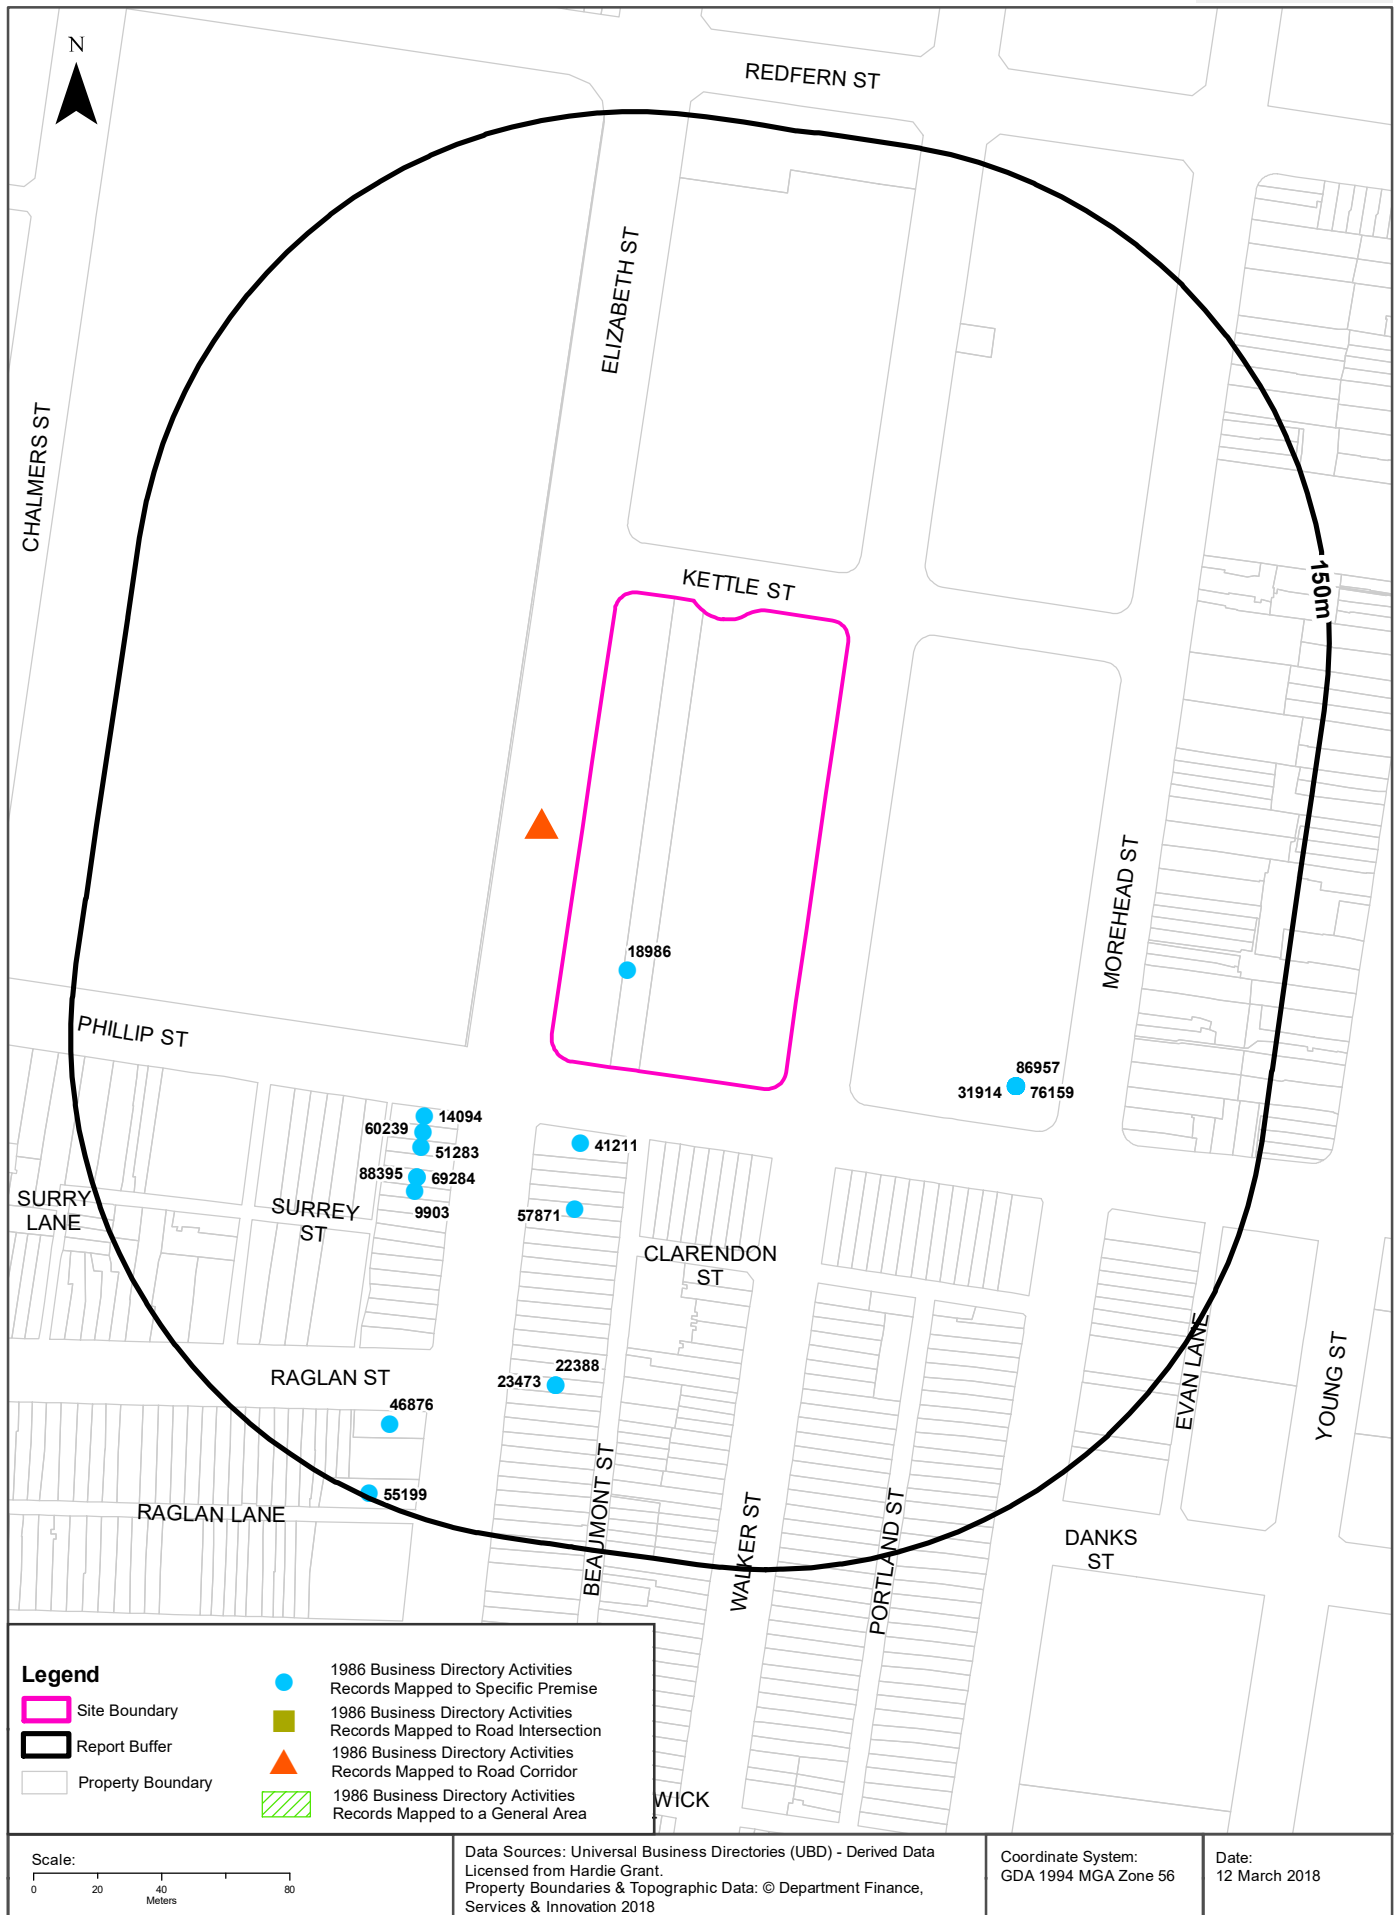 N
REDFERN ST
ELIZABETH ST
CHALMERS ST
KETTLE ST
150m
MOREHEAD ST
18986
PHILLIP ST
86957
31914 76159
14094
60239
51283
41211
88395 69284
9903
57871
SURRY
LANE
SURREY
ST
CLARENDON
ST
22388
23473
RAGLAN ST
46876
EVAN LANE
YOUNG ST
55199
RAGLAN LANE
BEAUMONT ST
WALKER ST
PORTLAND ST
DANKS
ST
WICK
Legend
Site Boundary
Report Buffer
Property Boundary
1986 Business Directory Activities
Records Mapped to Specific Premise
1986 Business Directory Activities
Records Mapped to Road Intersection
1986 Business Directory Activities
Records Mapped to Road Corridor
1986 Business Directory Activities
Records Mapped to a General Area
Scale:
0 20 40 80
Meters
Data Sources: Universal Business Directories (UBD) - Derived Data
Licensed from Hardie Grant.
Property Boundaries & Topographic Data: © Department Finance,
Services & Innovation 2018
Coordinate System:
GDA 1994 MGA Zone 56
Date:
12 March 2018